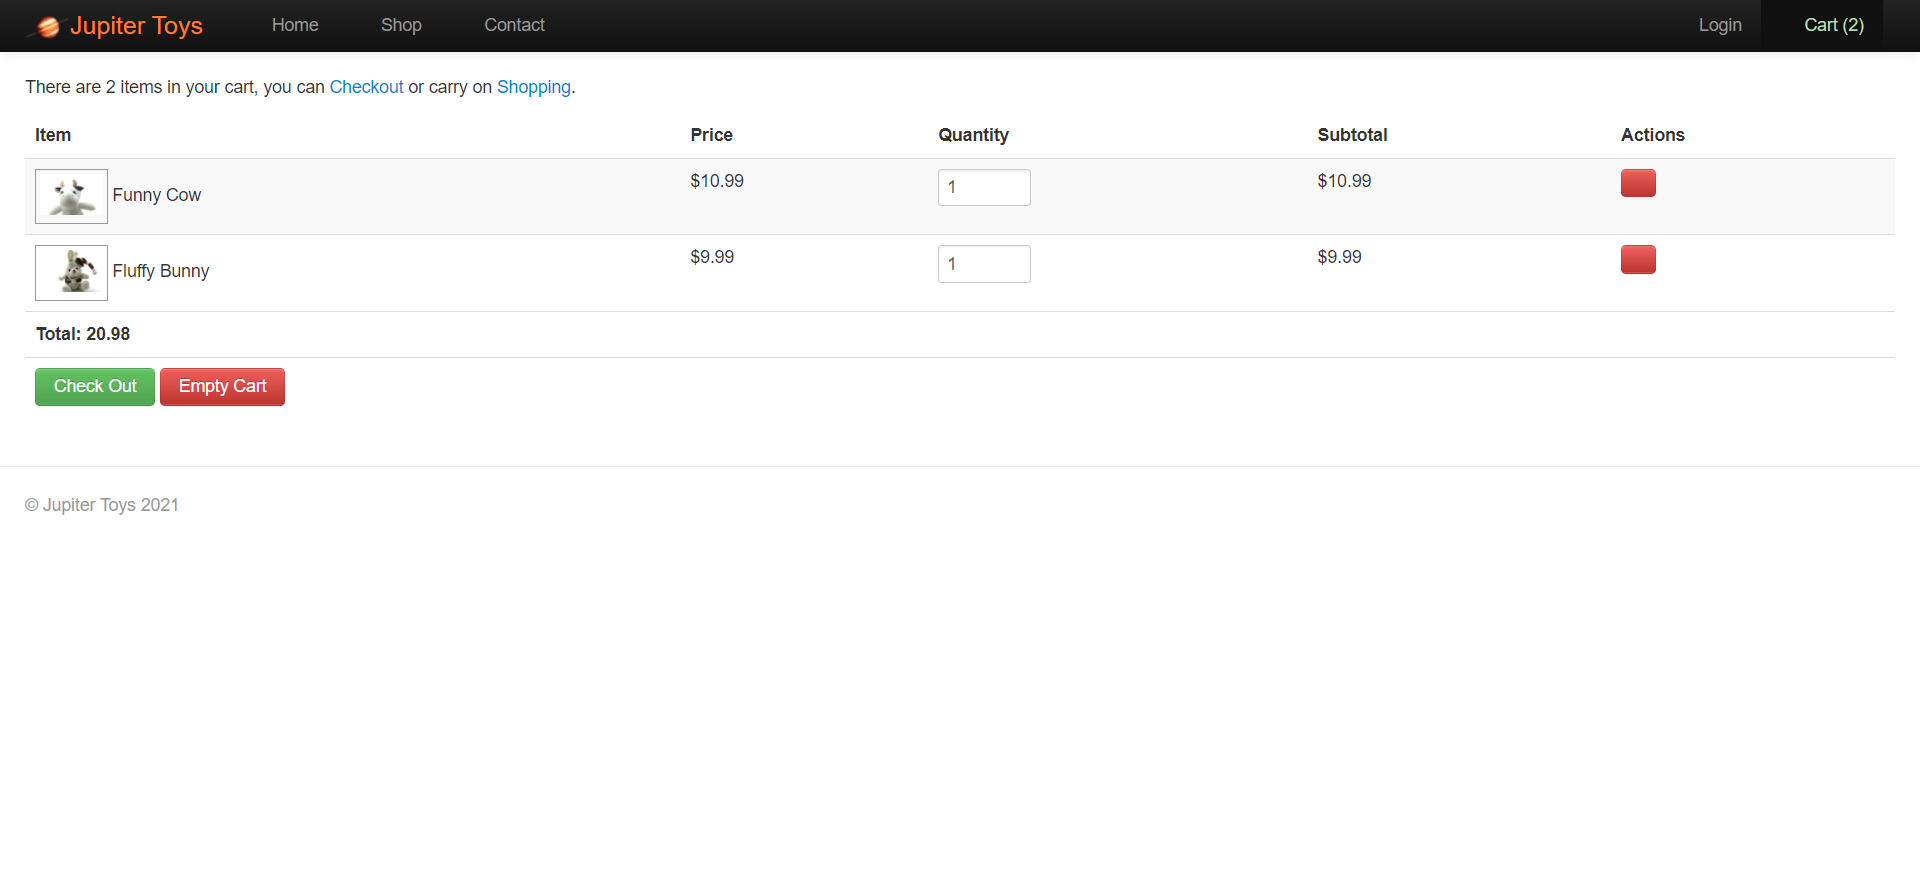 Jupiter Toys Home Shop Contact Login Cart (2)
There are 2 items in your cart, you can Checkout or carry on Shopping.
Item Price Quantity Subtotal Actions
Funny Cow $10.99 1 $10.99
Fluffy Bunny $9.99 1 $9.99
Total: 20.98
Check Out Empty Cart
© Jupiter Toys 2021